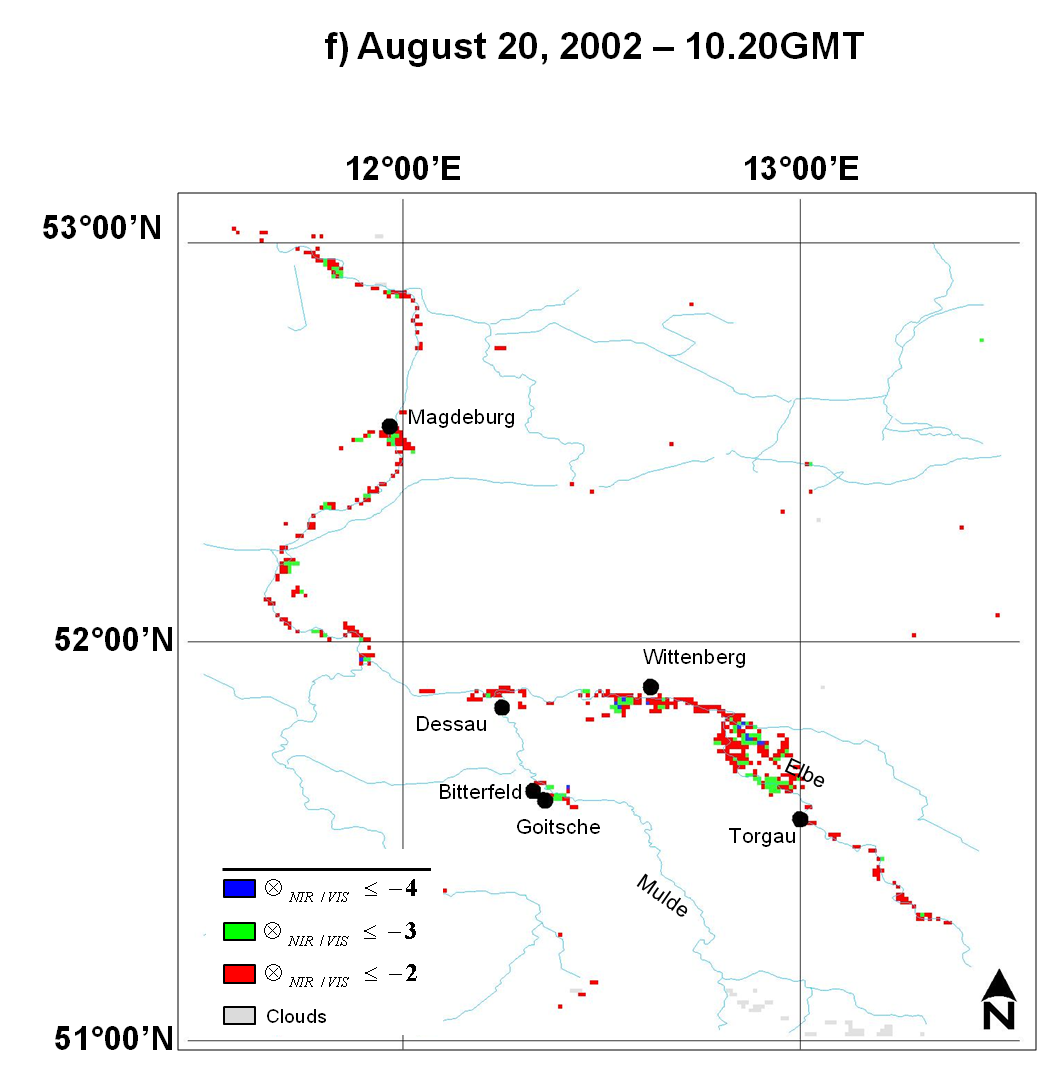 f) August 20, 2002 – 10.20GMT
12°00’E 13°00’E
53°00’N
Magdeburg
52°00’N
Wittenberg
Dessau
Elbe
Bitterfeld
Goitsche
Torgau
Mulde
⊗ NIR / VIS ≤ −4
⊗ NIR / VIS ≤ −3
⊗ NIR / VIS ≤ −2
Clouds
N
51°00’N